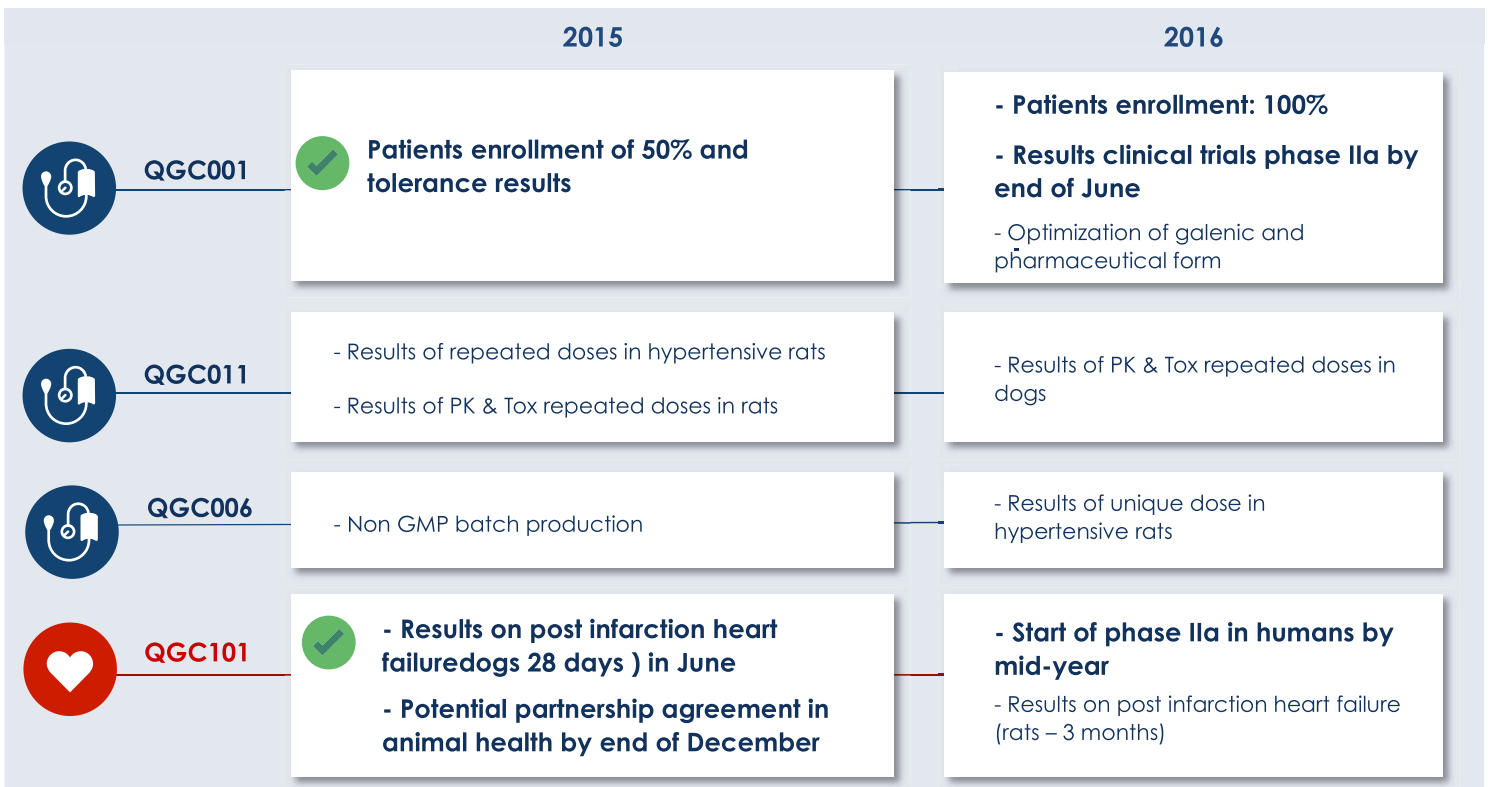 2015
2016
QGC001
Patients enrollment of 50% and
tolerance results
- Patients enrollment: 100%
- Results clinical trials phase IIa by
end of June
- Optimization of galenic and
pharmaceutical form
QGC011
- Results of repeated doses in hypertensive rats
- Results of PK & Tox repeated doses in rats
- Results of PK & Tox repeated doses in
dogs
QGC006
- Non GMP batch production
- Results of unique dose in
hypertensive rats
QGC101
- Results on post infarction heart
failuredogs 28 days ) in June
- Potential partnership agreement in
animal health by end of December
- Start of phase IIa in humans by
mid-year
- Results on post infarction heart failure
(rats – 3 months)